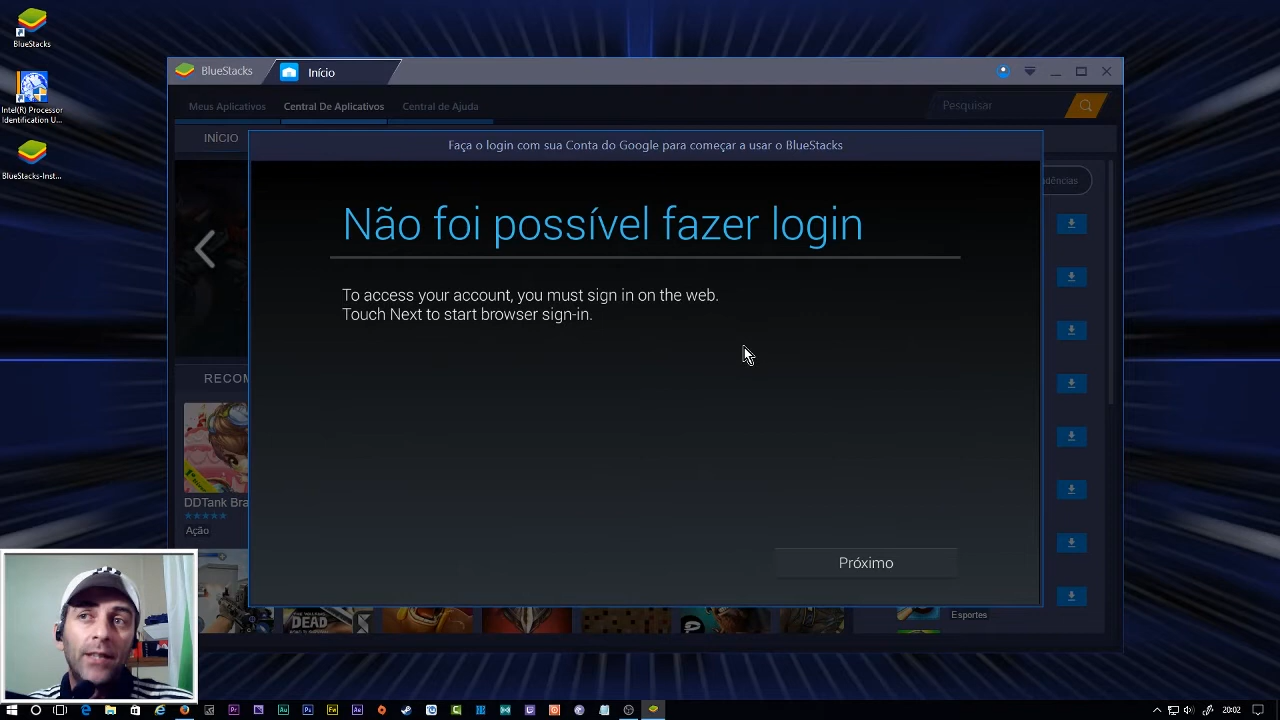 BlueStacks
Intel(R) Processor
Identification U...
BlueStacks-Inst...
BlueStacks
Início
Meus Aplicativos
Central De Aplicativos
Central de Ajuda
Pesquisar
INÍCIO
Faça o login com sua Conta do Google para começar a usar o BlueStacks
Não foi possível fazer login
To access your account, you must sign in on the web.
Touch Next to start browser sign-in.
Próximo
dências
RECOM
DDTank Bra
Ação
DEAD
Esportes
20:02